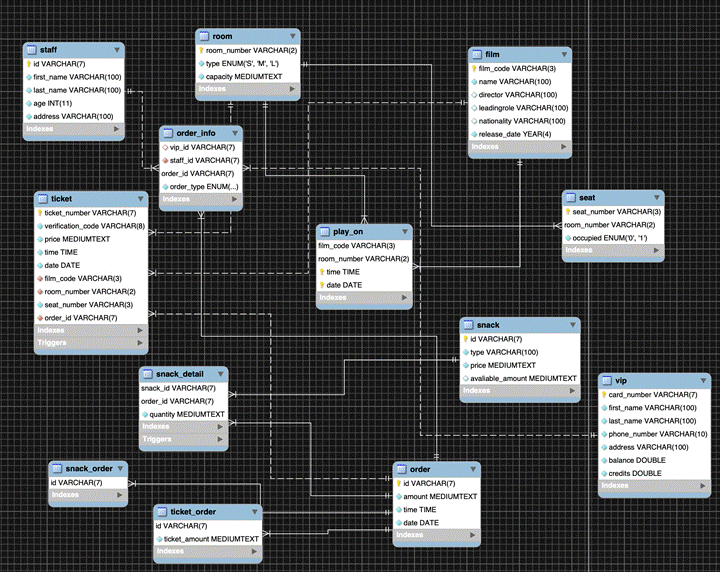 staff
id VARCHAR(7)
first_name VARCHAR(100)
last_name VARCHAR(100)
age INT(11)
address VARCHAR(100)
Indexes
room
room_number VARCHAR(2)
type ENUM('S', 'M', 'L')
capacity MEDIUMTEXT
Indexes
film
film_code VARCHAR(3)
name VARCHAR(100)
director VARCHAR(100)
leadingrole VARCHAR(100)
nationality VARCHAR(100)
release_date YEAR(4)
Indexes
order_info
vip_id VARCHAR(7)
staff_id VARCHAR(7)
order_id VARCHAR(7)
order_type ENUM(...)
Indexes
ticket
ticket_number VARCHAR(7)
verification_code VARCHAR(8)
price MEDIUMTEXT
time TIME
date DATE
film_code VARCHAR(3)
room_number VARCHAR(2)
seat_number VARCHAR(3)
order_id VARCHAR(7)
Indexes
Triggers
play_on
film_code VARCHAR(3)
room_number VARCHAR(2)
time TIME
date DATE
Indexes
seat
seat_number VARCHAR(3)
room_number VARCHAR(2)
occupied ENUM('0', '1')
Indexes
snack
id VARCHAR(7)
type VARCHAR(100)
price MEDIUMTEXT
avaliable_amount MEDIUMTEXT
Indexes
snack_detail
snack_id VARCHAR(7)
order_id VARCHAR(7)
quantity MEDIUMTEXT
Indexes
Triggers
vip
card_number VARCHAR(7)
first_name VARCHAR(100)
last_name VARCHAR(100)
phone_number VARCHAR(10)
address VARCHAR(100)
balance DOUBLE
credits DOUBLE
Indexes
snack_order
id VARCHAR(7)
Indexes
ticket_order
id VARCHAR(7)
ticket_amount MEDIUMTEXT
Indexes
order
id VARCHAR(7)
amount MEDIUMTEXT
time TIME
date DATE
Indexes